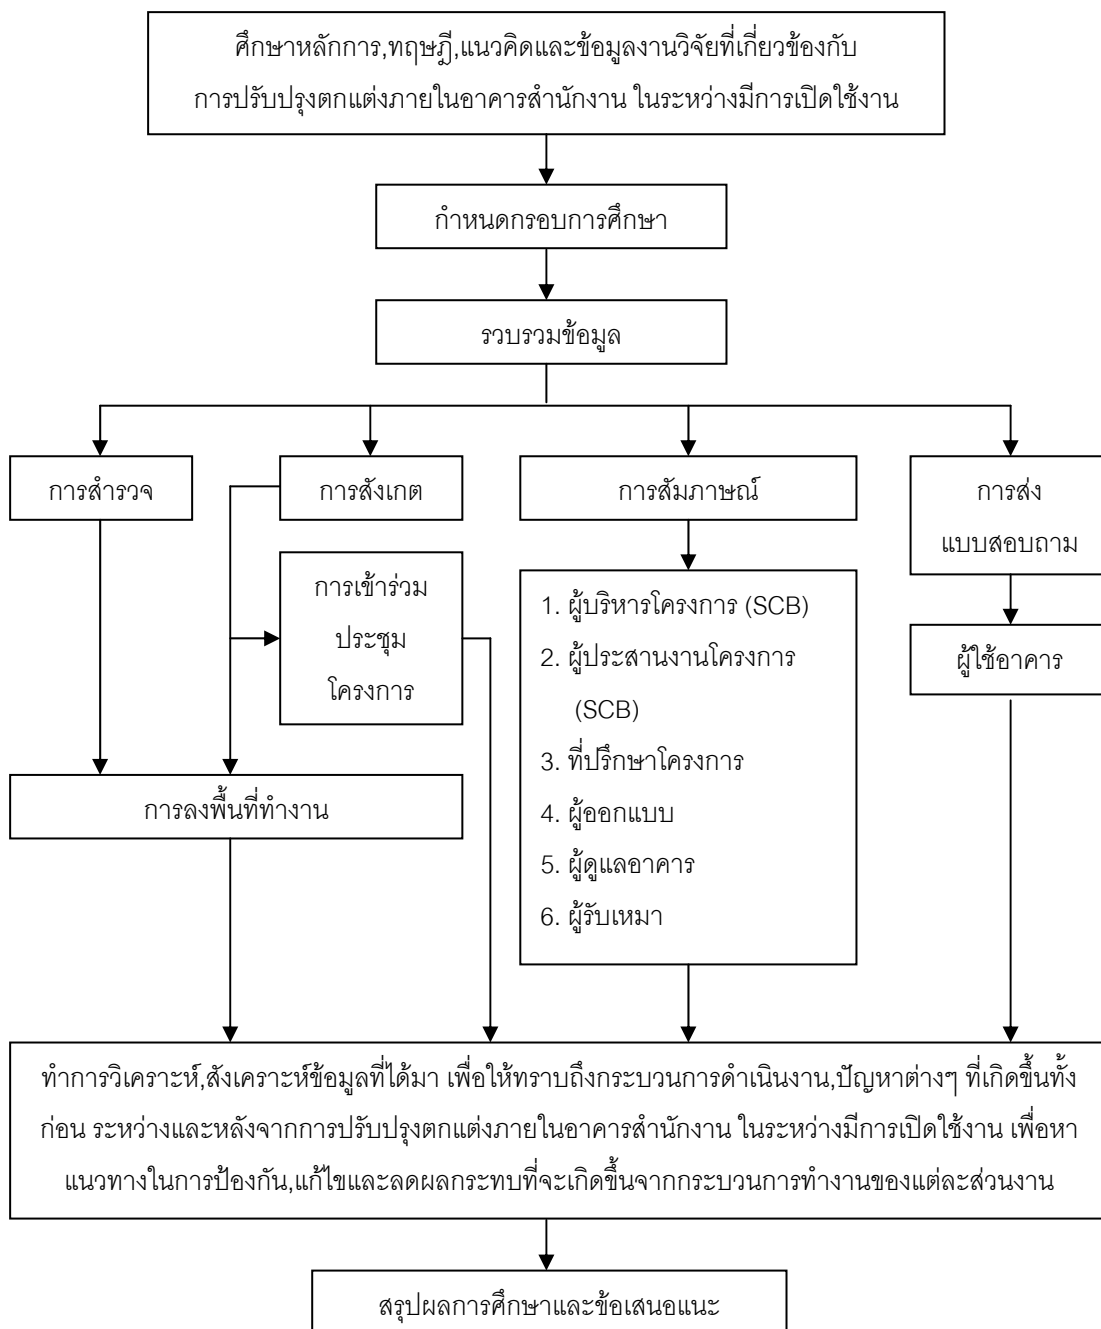 ศึกษาหลักการ,ทฤษฎี,แนวคิดและข้อมูลงานวิจัยที่เกี่ยวข้องกับ
การปรับปรุงตกแต่งภายในอาคารสำนักงาน ในระหว่างมีการเปิดใช้งาน
กำหนดกรอบการศึกษา
รวบรวมข้อมูล
การสำรวจ
การสังเกต
การสัมภาษณ์
การส่ง
แบบสอบถาม
การเข้าร่วม
ประชุม
โครงการ
1. ผู้บริหารโครงการ (SCB)
2. ผู้ประสานงานโครงการ
(SCB)
3. ที่ปรึกษาโครงการ
4. ผู้ออกแบบ
5. ผู้ดูแลอาคาร
6. ผู้รับเหมา
ผู้ใช้อาคาร
การลงพื้นที่ทำงาน
ทำการวิเคราะห์,สังเคราะห์ข้อมูลที่ได้มา เพื่อให้ทราบถึงกระบวนการดำเนินงาน,ปัญหาต่างๆ ที่เกิดขึ้นทั้ง
ก่อน ระหว่างและหลังจากการปรับปรุงตกแต่งภายในอาคารสำนักงาน ในระหว่างมีการเปิดใช้งาน เพื่อหา
แนวทางในการป้องกัน,แก้ไขและลดผลกระทบที่จะเกิดขึ้นจากกระบวนการทำงานของแต่ละส่วนงาน
สรุปผลการศึกษาและข้อเสนอแนะ